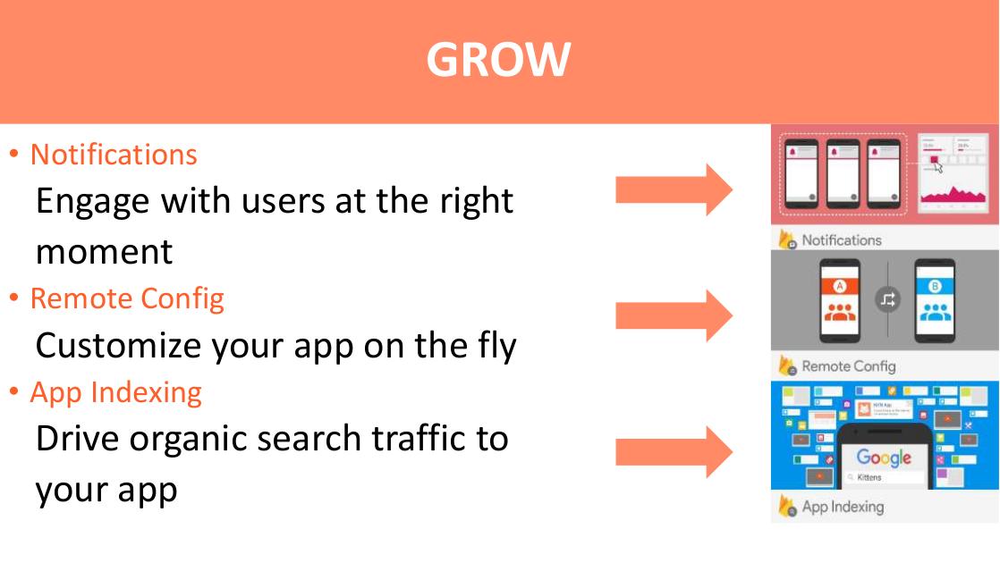 GROW
• Notifications
Engage with users at the right
moment
• Remote Config
Customize your app on the fly
• App Indexing
Drive organic search traffic to
your app
Notifications
A
B
Remote Config
Google
Kittens
App Indexing